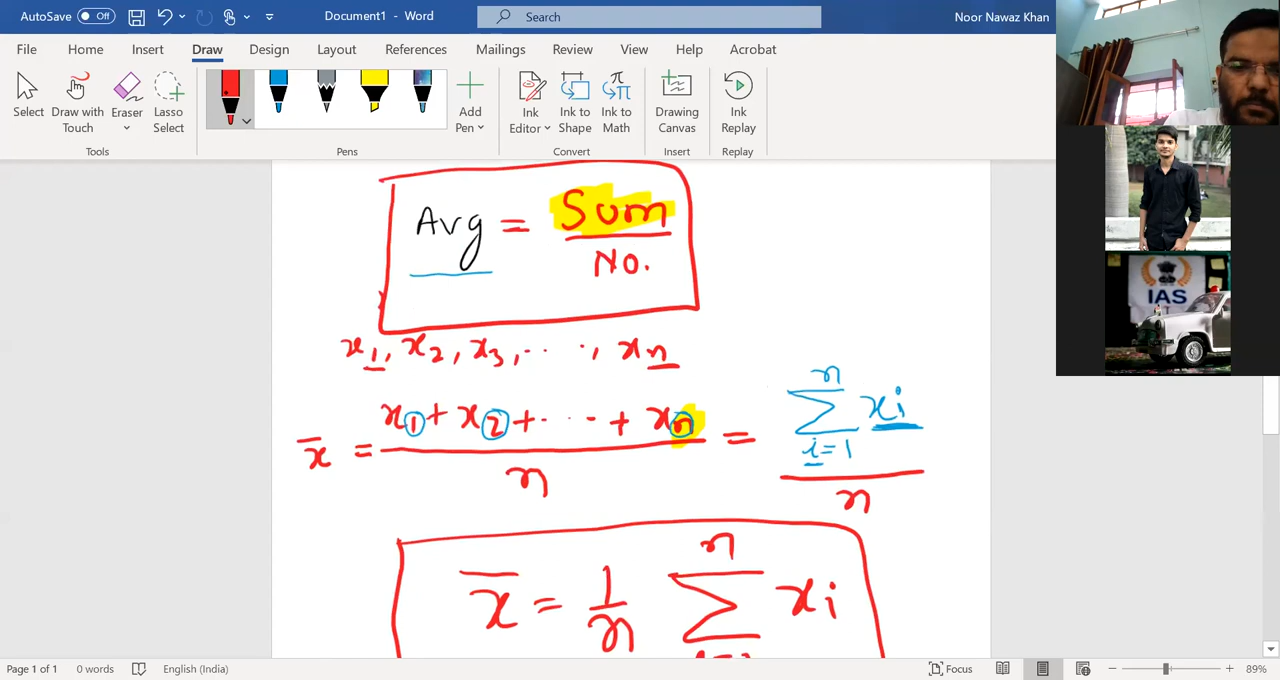 AutoSave Off Document1 - Word Search Noor Nawaz Khan
File Home Insert Draw Design Layout References Mailings Review View Help Acrobat
Select Draw with Touch Eraser Lasso Select Add Pen Ink Editor Ink to Shape Ink to Math Drawing Canvas Ink Replay
Tools Pens Convert Insert Replay
Avg = Sum / No.
x₁, x₂, x₃, . . . ., xₙ
x̄ = (x₁ + x₂ + . . . - + xₙ) / n = (∑ⁿᵢ₌₁ xi) / n
x̄ = 1/n ∑ⁿ xi
IAS
Page 1 of 1 0 words English (India) Focus 89%